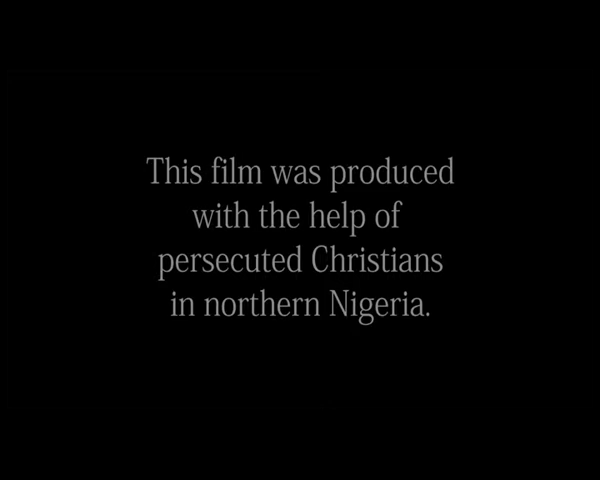 This film was produced
with the help of
persecuted Christians
in northern Nigeria.